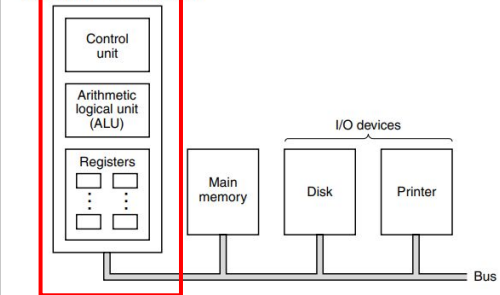 Control
unit
Arithmetic
logical unit
(ALU)
Registers
I/O devices
Main
memory
Disk
Printer
Bus